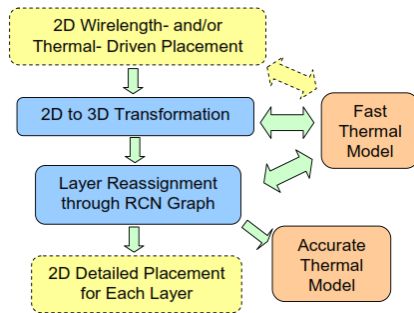 2D Wirelength- and/or
Thermal- Driven Placement
2D to 3D Transformation
Fast
Thermal
Model
Layer Reassignment
through RCN Graph
Accurate
Thermal
Model
2D Detailed Placement
for Each Layer